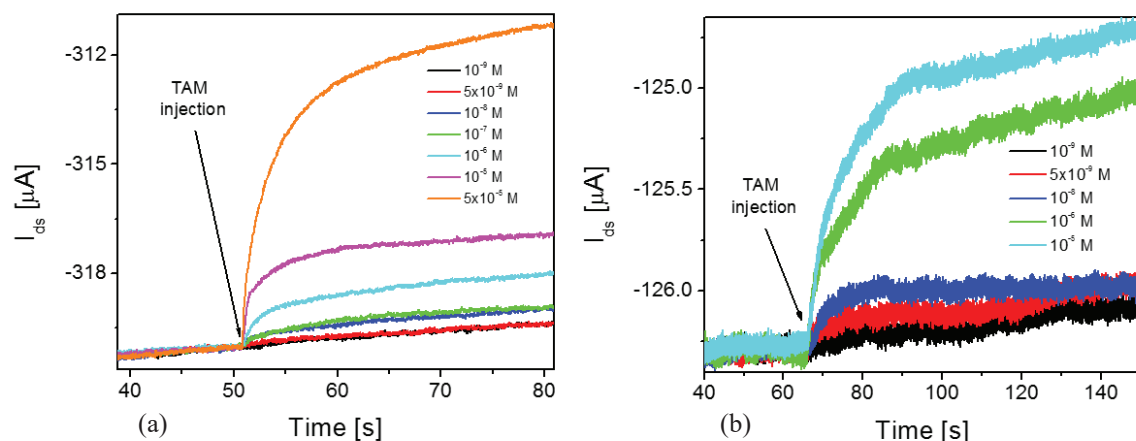 -312
-315
-318
I_ds [µA]
TAM
injection
10⁻⁹ M
5x10⁻⁹ M
10⁻⁸ M
10⁻⁷ M
10⁻⁶ M
10⁻⁵ M
5x10⁻⁵ M
40 50 60 70 80
(a) Time [s]
-125.0
-125.5
-126.0
I_ds [µA]
TAM
injection
10⁻⁹ M
5x10⁻⁹ M
10⁻⁸ M
10⁻⁶ M
10⁻⁵ M
40 60 80 100 120 140
(b) Time [s]